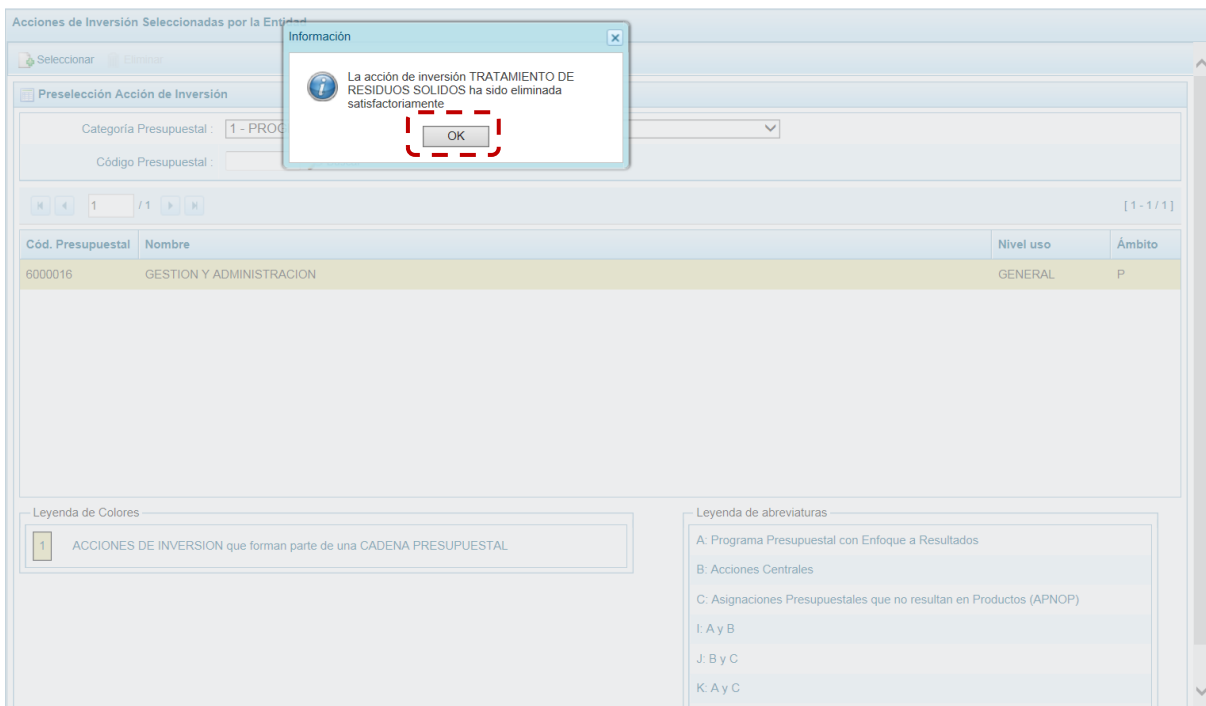 Acciones de Inversión Seleccionadas por la Entidad
Información
Seleccionar Eliminar
La acción de inversión TRATAMIENTO DE
RESIDUOS SOLIDOS ha sido eliminada
satisfactoriamente
OK
Preselección Acción de Inversión
Categoría Presupuestal : 1 - PROG
Código Presupuestal :
1 / 1 [ 1 - 1 / 1 ]
Cód. Presupuestal Nombre Nivel uso Ámbito
6000016 GESTION Y ADMINISTRACION GENERAL P
Leyenda de Colores
1 ACCIONES DE INVERSION que forman parte de una CADENA PRESUPUESTAL
Leyenda de abreviaturas
A: Programa Presupuestal con Enfoque a Resultados
B: Acciones Centrales
C: Asignaciones Presupuestales que no resultan en Productos (APNOP)
I: A y B
J: B y C
K: A y C